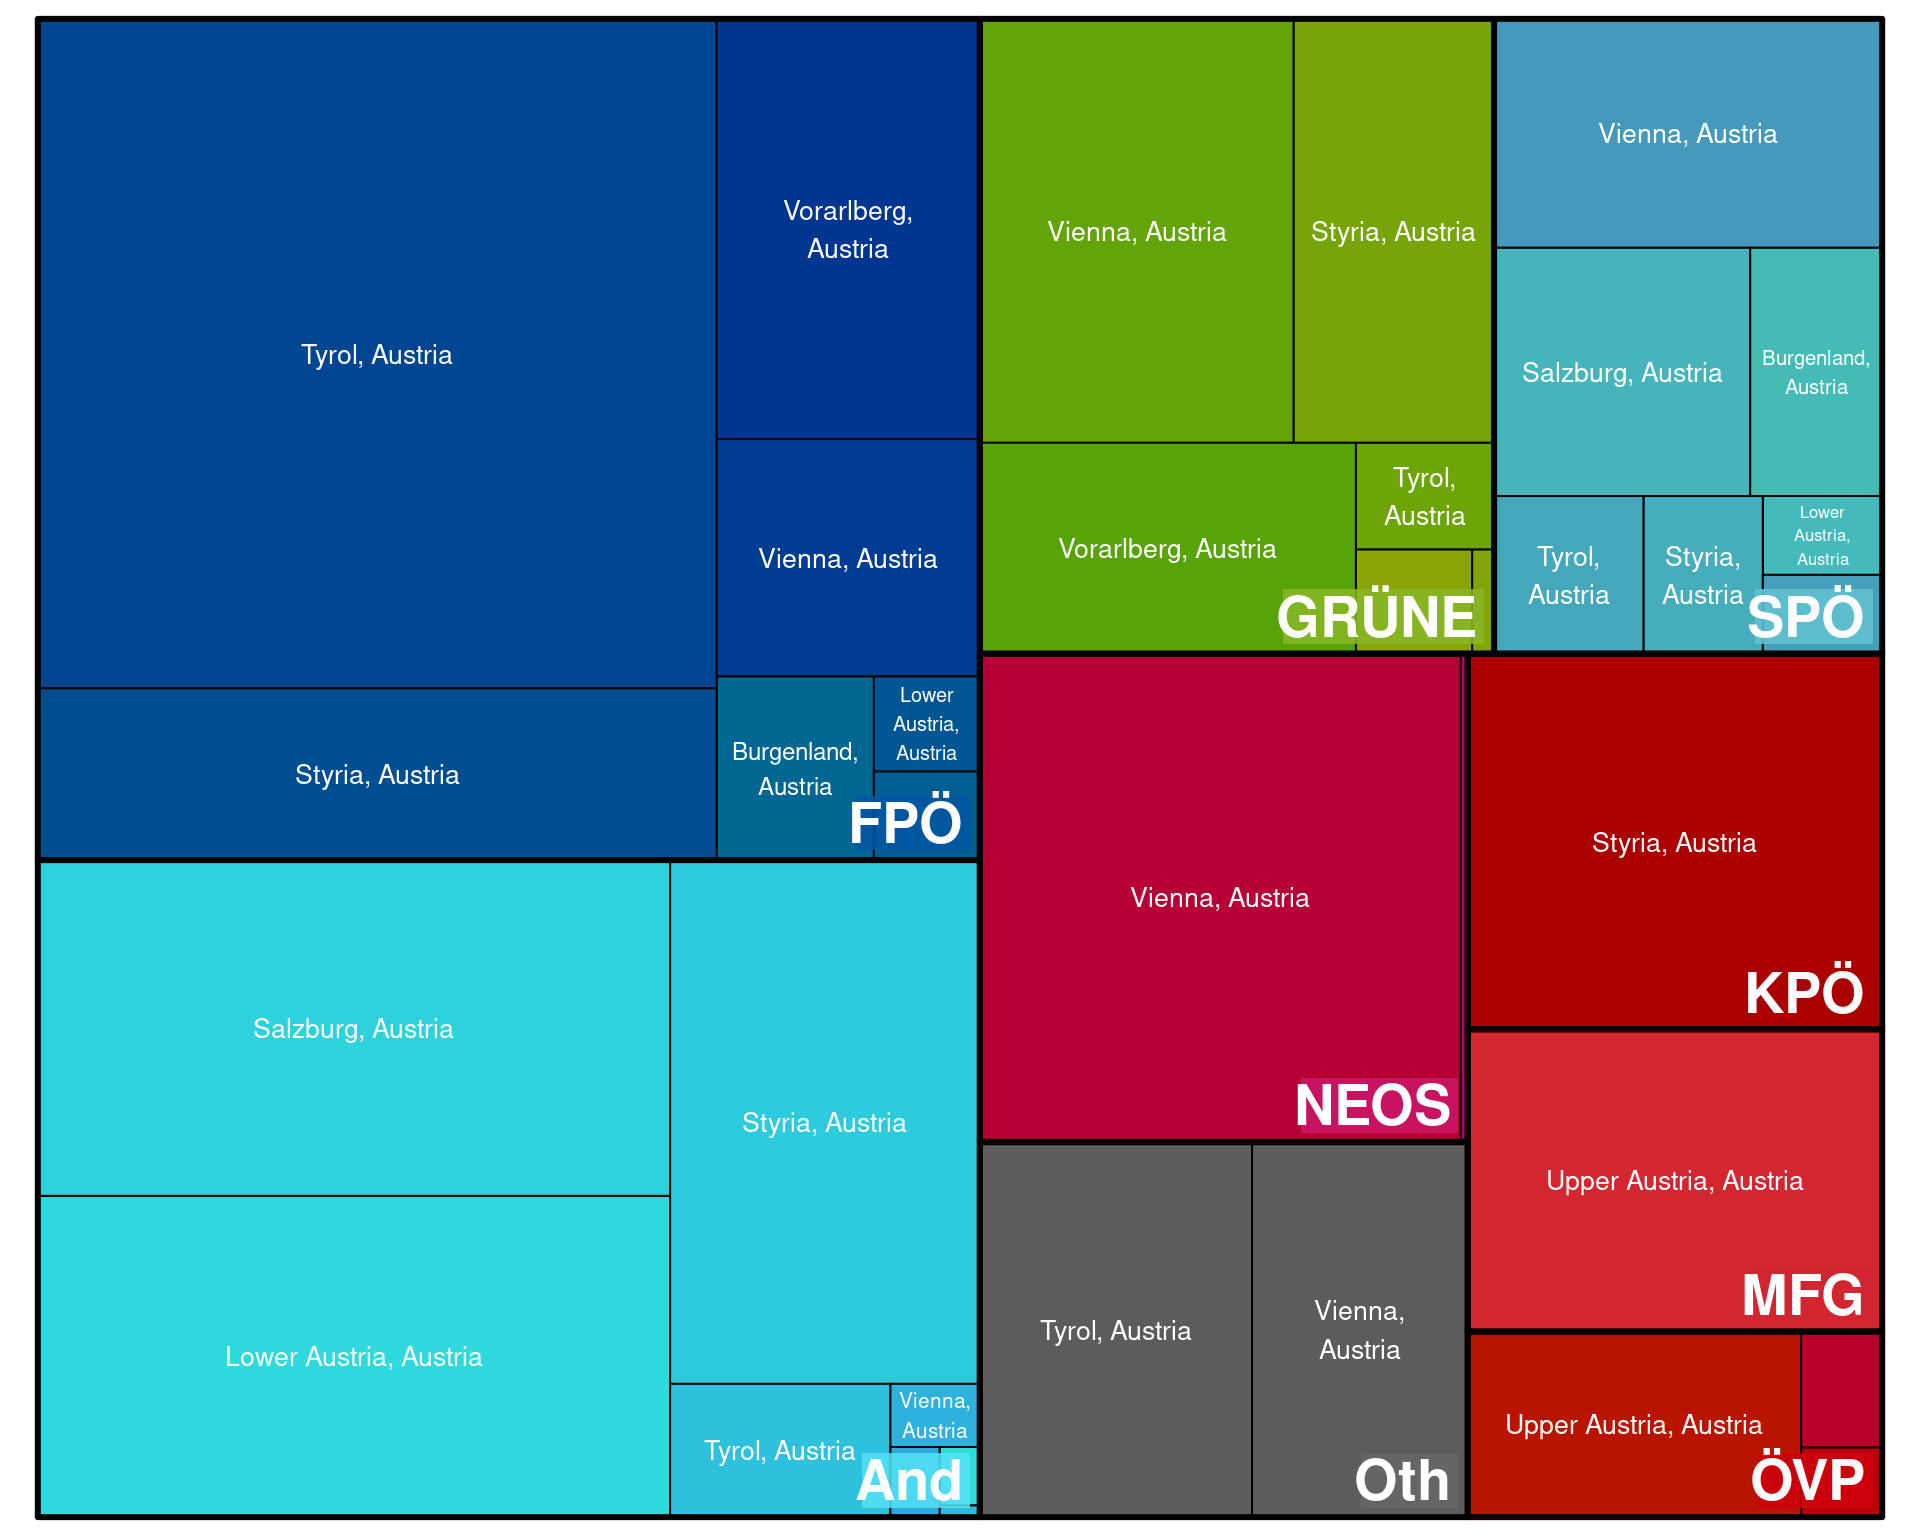 Tyrol, Austria
Vorarlberg,
Austria
Vienna, Austria
Styria, Austria
Burgenland,
Austria
Lower
Austria,
Austria
FPÖ
Salzburg, Austria
Lower Austria, Austria
Styria, Austria
Tyrol, Austria
Vienna,
Austria
And
Vienna, Austria
Styria, Austria
Vorarlberg, Austria
Tyrol,
Austria
GRÜNE
Vienna, Austria
Salzburg, Austria
Burgenland,
Austria
Tyrol,
Austria
Styria,
Austria
Lower
Austria,
Austria
SPÖ
Vienna, Austria
NEOS
Styria, Austria
KPÖ
Upper Austria, Austria
MFG
Tyrol, Austria
Vienna,
Austria
Oth
Upper Austria, Austria
ÖVP